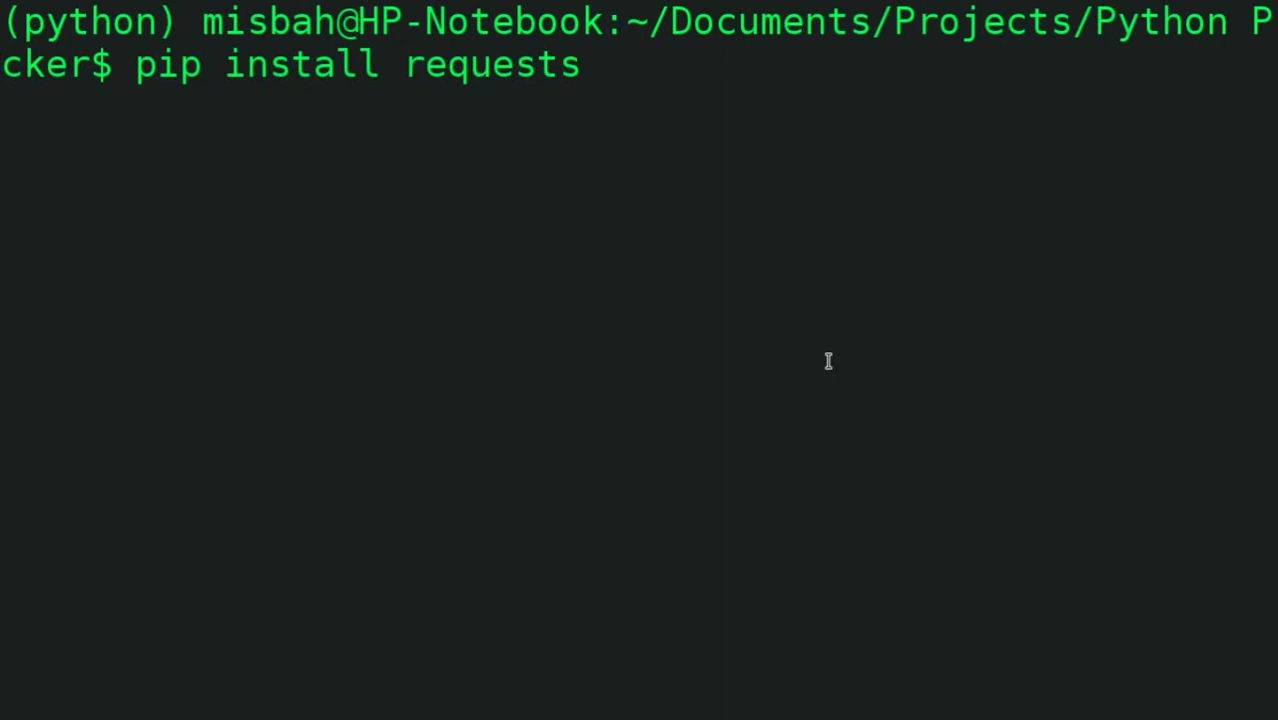 (python) misbah@HP-Notebook:~/Documents/Projects/Python P
cker$ pip install requests